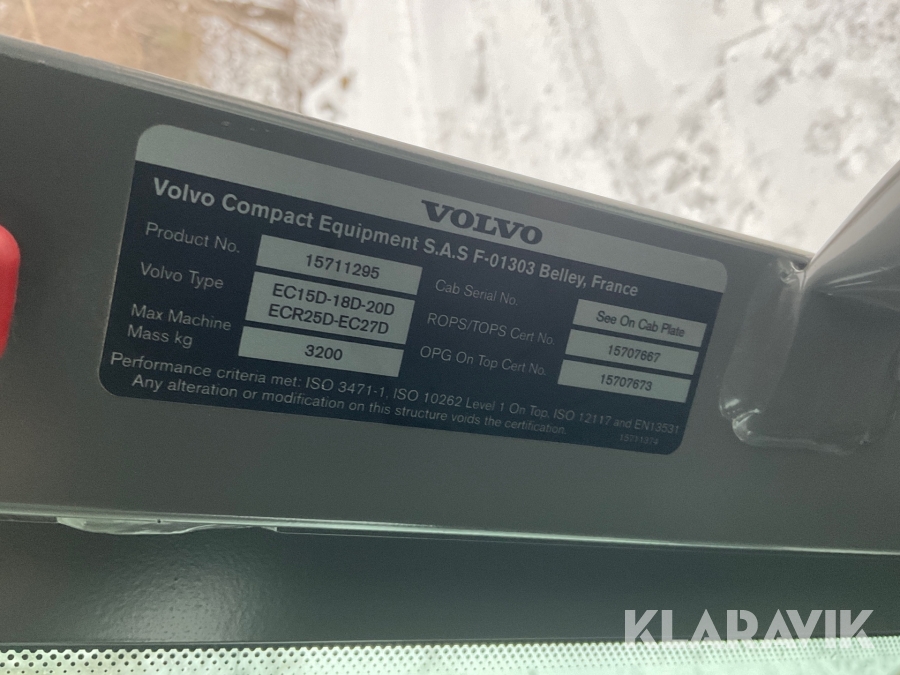 VOLVO
Volvo Compact Equipment S.A.S F-01303 Belley, France
Product No. 15711295
Volvo Type EC15D-18D-20D
ECR25D-EC27D
Max Machine
Mass kg 3200
Cab Serial No. See On Cab Plate
ROPS/TOPS Cert No. 15707667
OPG On Top Cert No. 15707673
Performance criteria met: ISO 3471-1, ISO 10262 Level 1 On Top, ISO 12117 and EN13531
Any alteration or modification on this structure voids the certification.
KLARAVIK